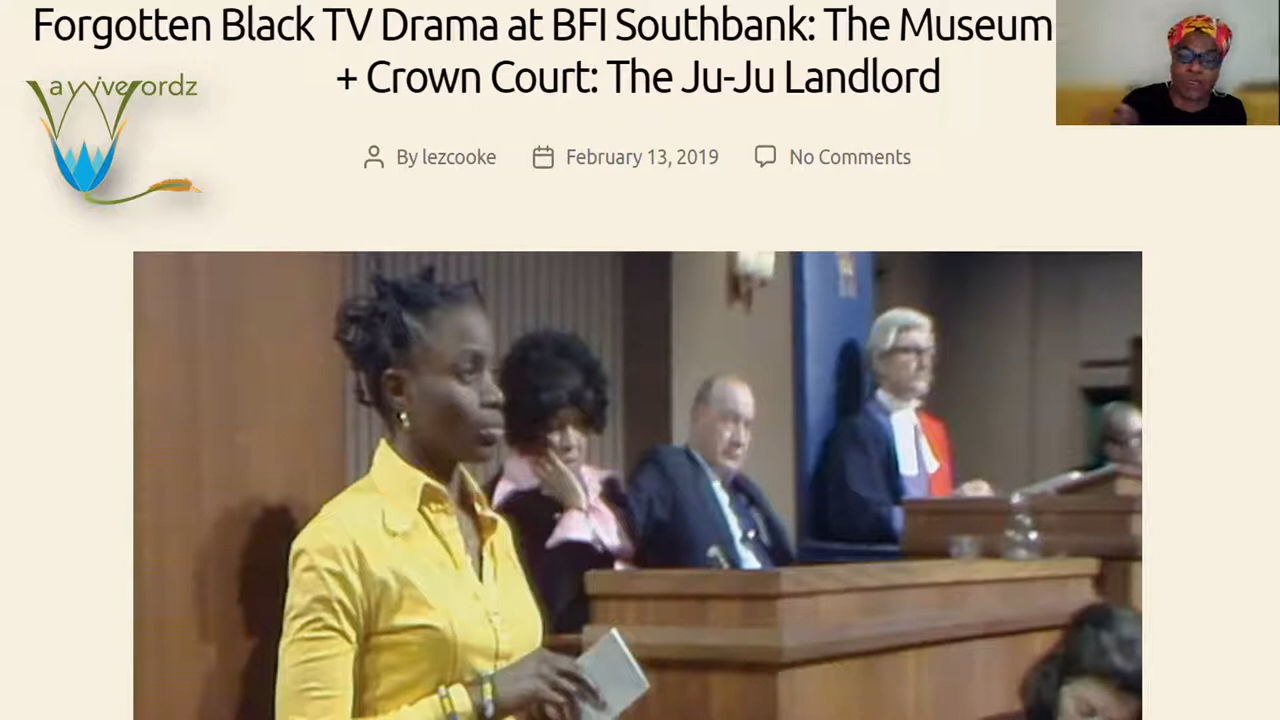 Forgotten Black TV Drama at BFI Southbank: The Museum
+ Crown Court: The Ju-Ju Landlord
By lezcooke February 13, 2019 No Comments